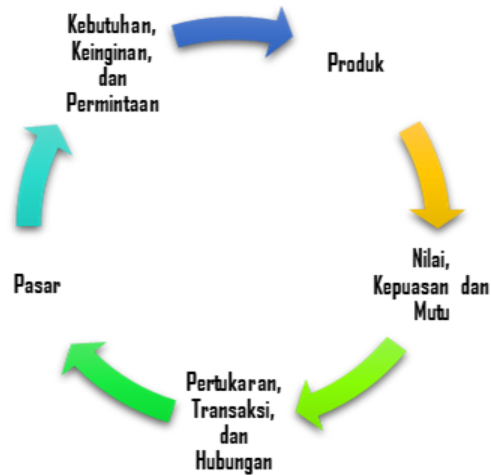 Kebutuhan,
Keinginan,
dan
Permintaan
Produk
Nilai,
Kepuasan dan
Mutu
Pertukaran,
Transaksi,
dan
Hubungan
Pasar